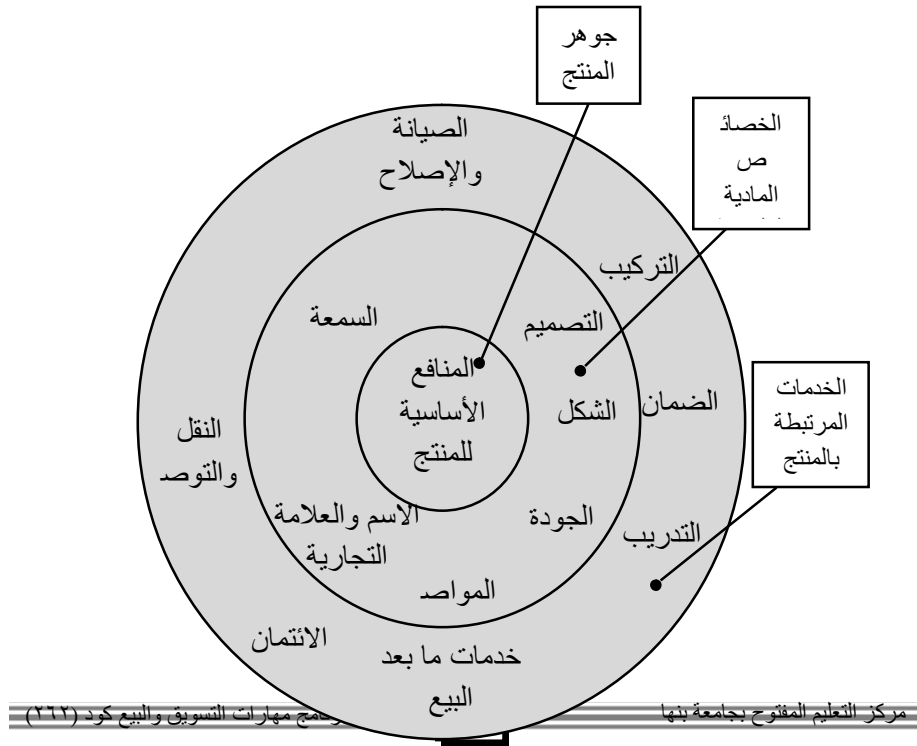 جوهر
المنتج
الخصائ
ص
المادية
الصيانة
والإصلاح
التركيب
السمعة
التصميم
المنافع
الأساسية
للمنتج
الشكل
الضمان
الخدمات
المرتبطة
بالمنتج
النقل
والتوصد
الاسم والعلامة
التجارية
الجودة
التدريب
المواصد
الائتمان
خدمات ما بعد
البيع
مركز التعليم المفتوح بجامعة بنها
مهارات التسويق والبيع كود (٢٦٢)